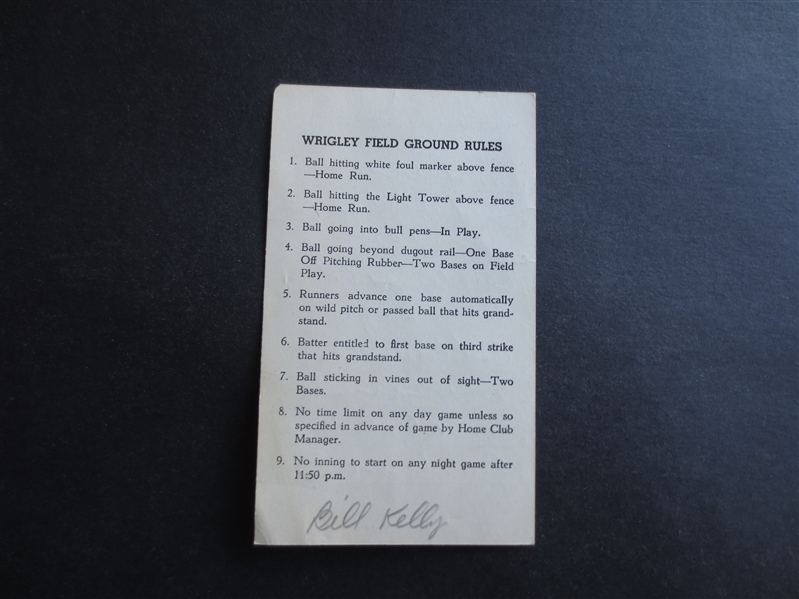 WRIGLEY FIELD GROUND RULES
1. Ball hitting white foul marker above fence
—Home Run.
2. Ball hitting the Light Tower above fence
—Home Run.
3. Ball going into bull pens—In Play.
4. Ball going beyond dugout rail—One Base
Off Pitching Rubber—Two Bases on Field
Play.
5. Runners advance one base automatically
on wild pitch or passed ball that hits grand-
stand.
6. Batter entitled to first base on third strike
that hits grandstand.
7. Ball sticking in vines out of sight—Two
Bases.
8. No time limit on any day game unless so
specified in advance of game by Home Club
Manager.
9. No inning to start on any night game after
11:50 p.m.
Bill Kelly